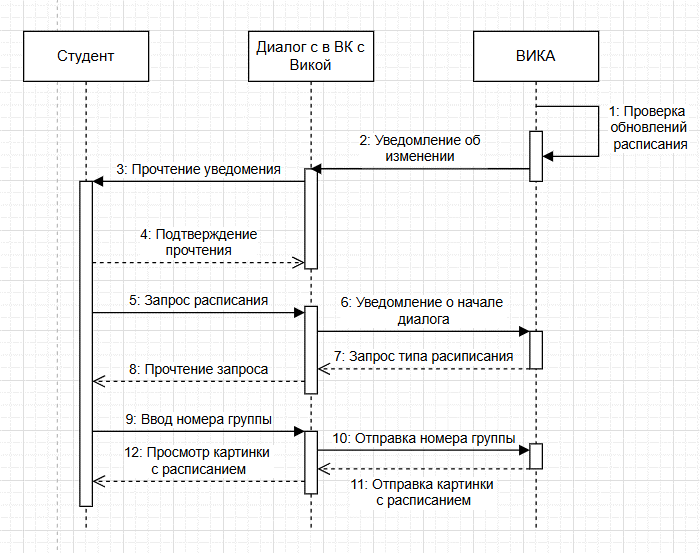 Студент
Диалог с в ВК с
Викой
ВИКА
1: Проверка
обновлений
расписания
2: Уведомление об
изменении
3: Прочтение уведомения
4: Подтверждение
прочтения
5: Запрос расписания
6: Уведомление о начале
диалога
7: Запрос типа расиписания
8: Прочтение запроса
9: Ввод номера группы
10: Отправка номера группы
12: Просмотр картинки
с расписанием
11: Отправка картинки
с расписанием